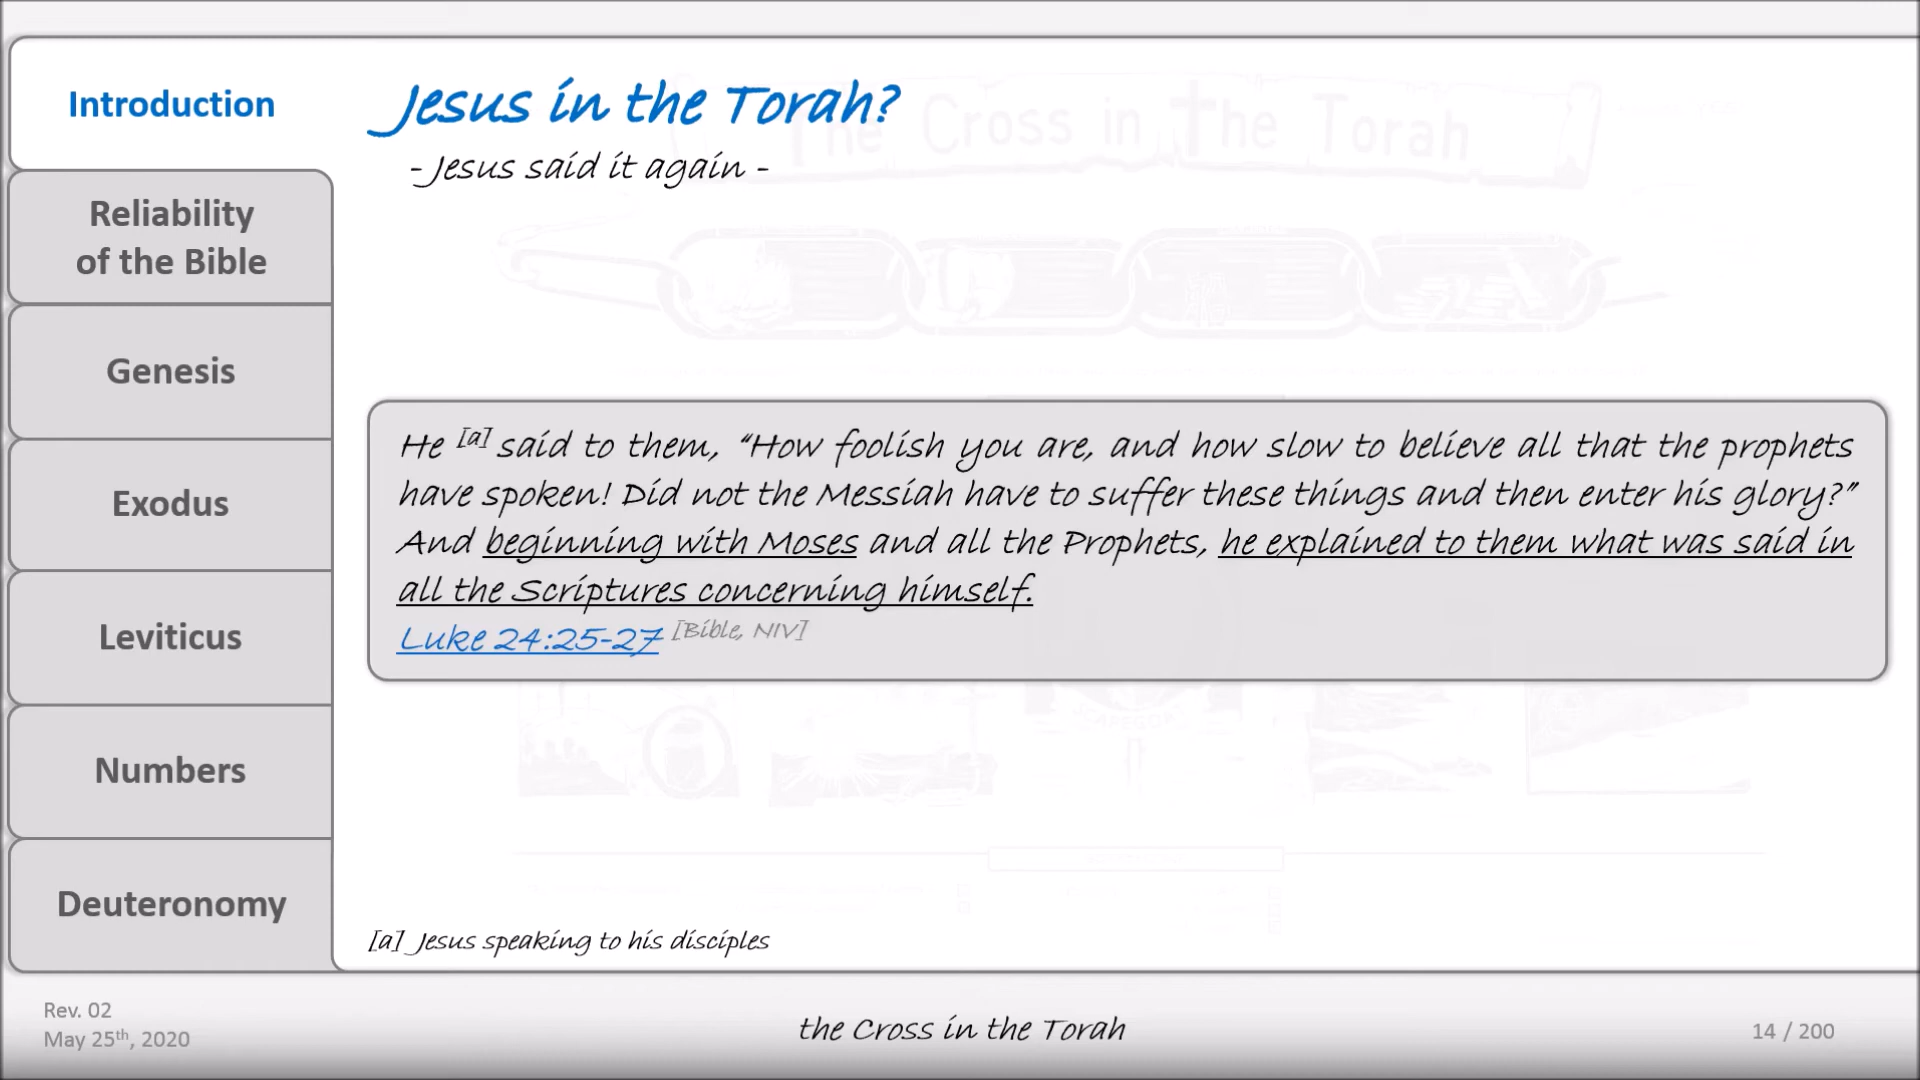 Introduction
Reliability
of the Bible
Genesis
Exodus
Leviticus
Numbers
Deuteronomy
Jesus in the Torah?
- Jesus said it again -
The Cross in the Torah
He [a] said to them, “How foolish you are, and how slow to believe all that the prophets
have spoken! Did not the Messiah have to suffer these things and then enter his glory?”
And beginning with Moses and all the Prophets, he explained to them what was said in
all the Scriptures concerning himself.
Luke 24:25-27 [Bible, NIV]
[a] Jesus speaking to his disciples
Rev. 02
May 25th, 2020
the Cross in the Torah
14 / 200